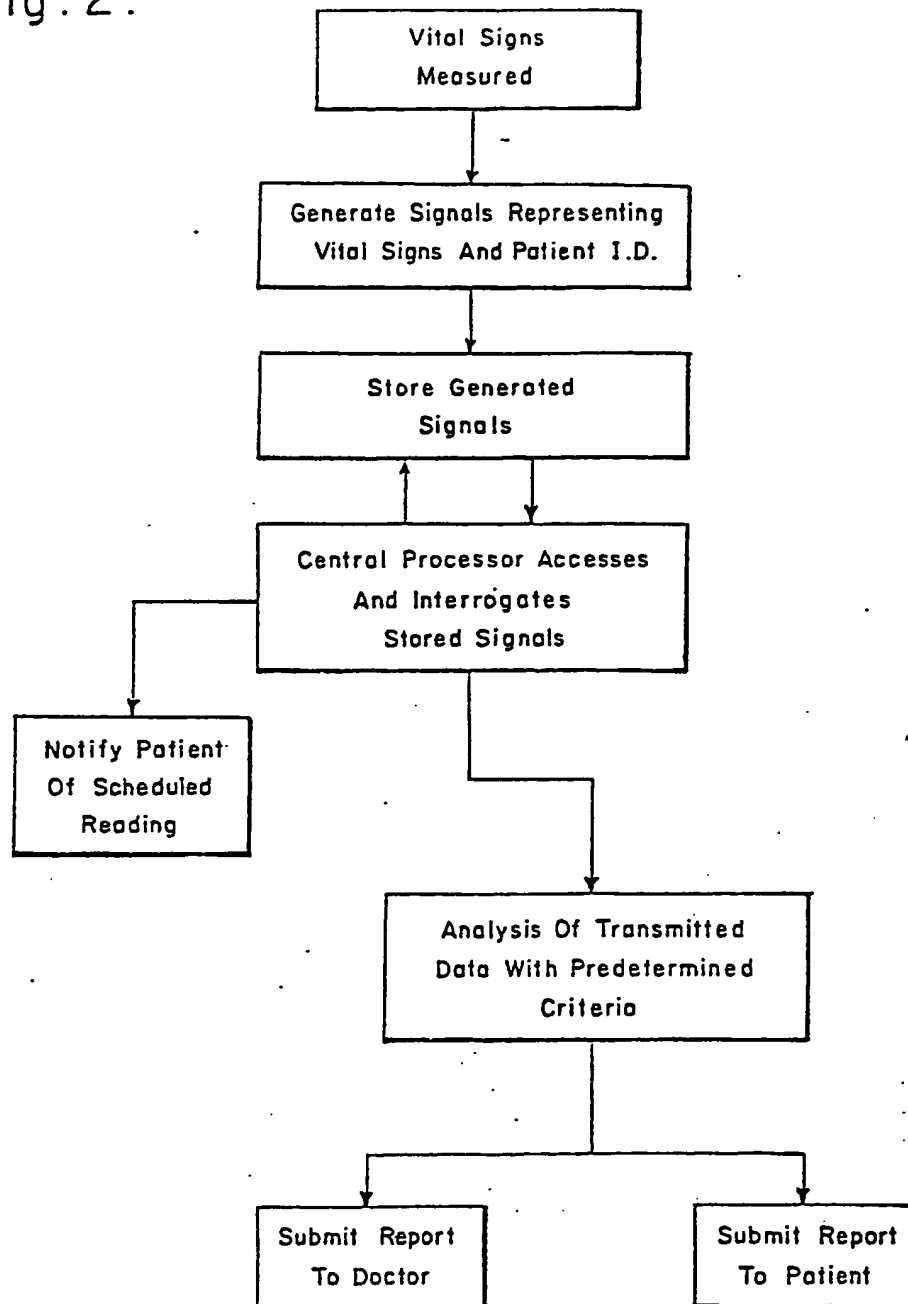 ig. 2.
Vital Signs
Measured
Generate Signals Representing
Vital Signs And Patient I.D.
Store Generated
Signals
Central Processor Accesses
And Interrogates
Stored Signals
Notify Patient
Of Scheduled
Reading
Analysis Of Transmitted
Data With Predetermined
Criteria
Submit Report
To Doctor
Submit Report
To Patient